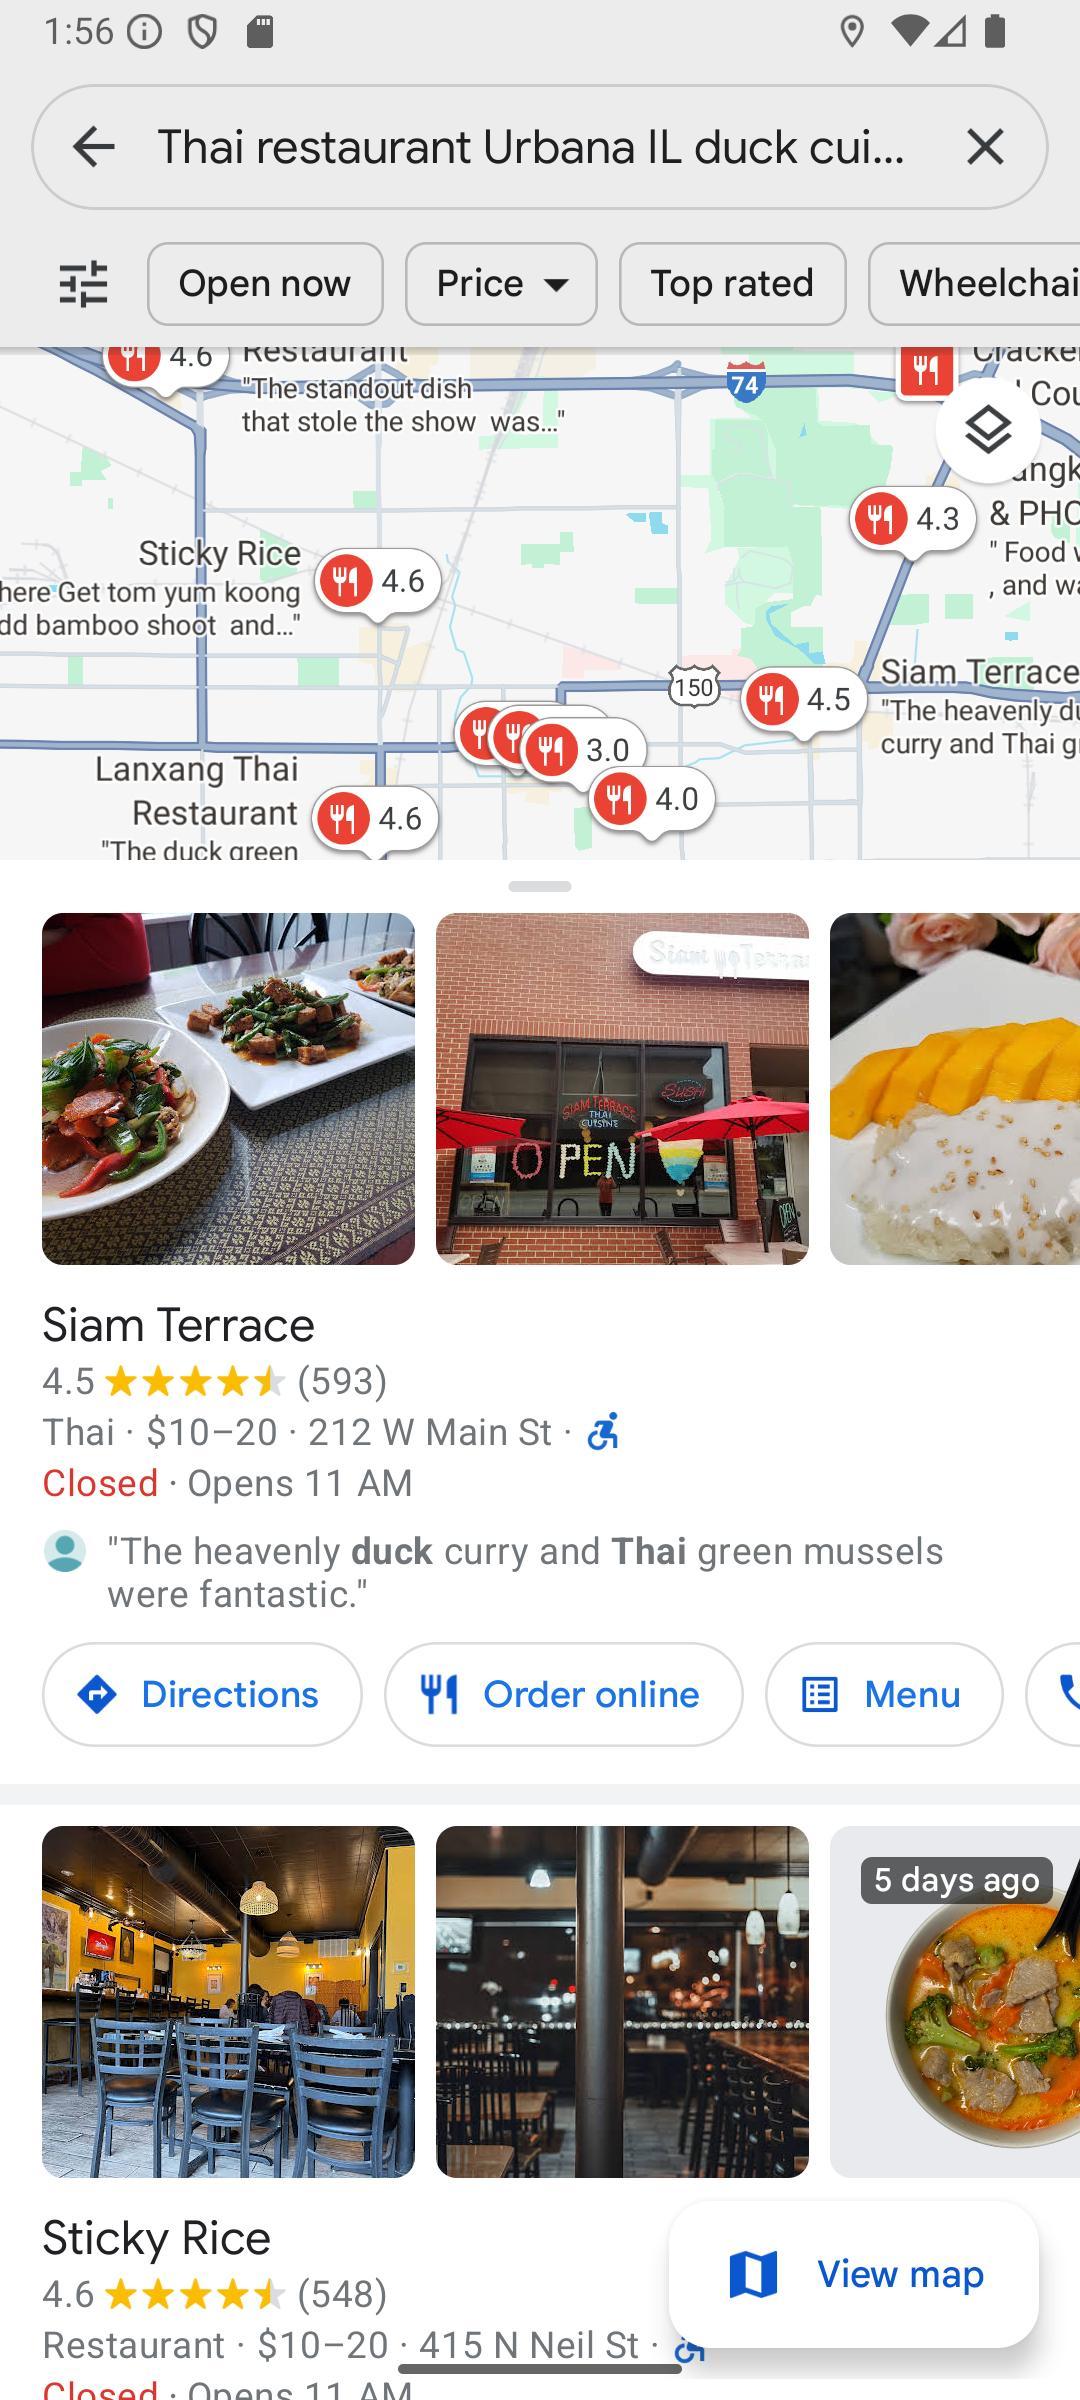 1:56
Thai restaurant Urbana IL duck cui...
Open now
Price
Top rated
Wheelchai
4.6
Restaurant
"The standout dish
that stole the show was..."
74
Cracker
Cou
angk
& PHO
4.3
" Food w
, and wa
Sticky Rice
4.6
here Get tom yum koong
dd bamboo shoot and..."
150
Siam Terrace
4.5
"The heavenly du
curry and Thai gr
3.0
4.0
Lanxang Thai
Restaurant
4.6
"The duck green
Siam Terrace
SIAM TERRACE
THAI
CUISINE
Sushi
OPEN
Siam Terrace
4.5 (593)
Thai · $10–20 · 212 W Main St ·
Closed · Opens 11 AM
"The heavenly duck curry and Thai green mussels
were fantastic."
Directions
Order online
Menu
5 days ago
Sticky Rice
4.6 (548)
View map
Restaurant · $10–20 · 415 N Neil St ·
Closed · Opens 11 AM